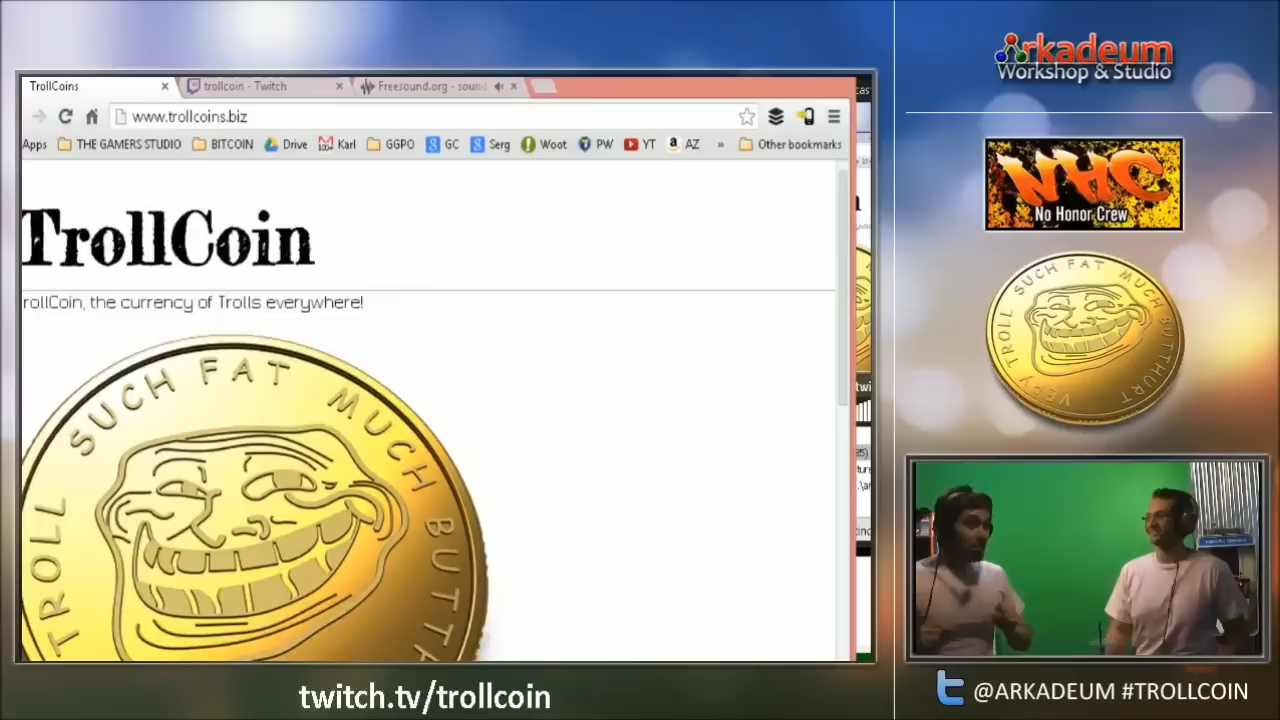 TrollCoins
trollcoin - Twitch
Freesound.org - soun
www.trollcoins.biz
Apps THE GAMERS STUDIO BITCOIN Drive Karl GGPO GC Serg Woot PW YT AZ » Other bookmarks
TrollCoin
rollCoin, the currency of Trolls everywhere!
TROLL SUCH FAT MUCH BUTTH
Arkadeum
Workshop & Studio
NHC
No Honor Crew
VERY TROLL SUCH FAT MUCH BUTTHURT
twitch.tv/trollcoin
@ARKADEUM #TROLLCOIN